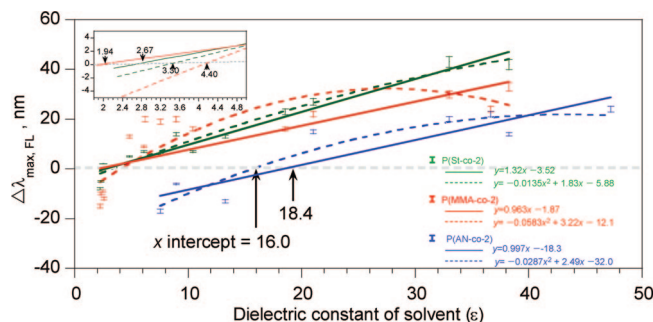 60
40
20
0
-20
-40
Δλmax, FL , nm
4
2
0
-2
-4
1.94
2.67
3.50
4.40
2 2.4 2.8 3.2 3.6 4 4.4 4.8
18.4
x intercept = 16.0
P(St-co-2)
y=1.32x − 3.52
y= −0.0135x² + 1.83x − 5.88
P(MMA-co-2)
y=0.963x − 1.87
y= −0.0583x² + 3.22x − 12.1
P(AN-co-2)
y=0.997x − -18.3
y= −0.0287x² + 2.49x − 32.0
0 10 20 30 40 50
Dielectric constant of solvent (ε)